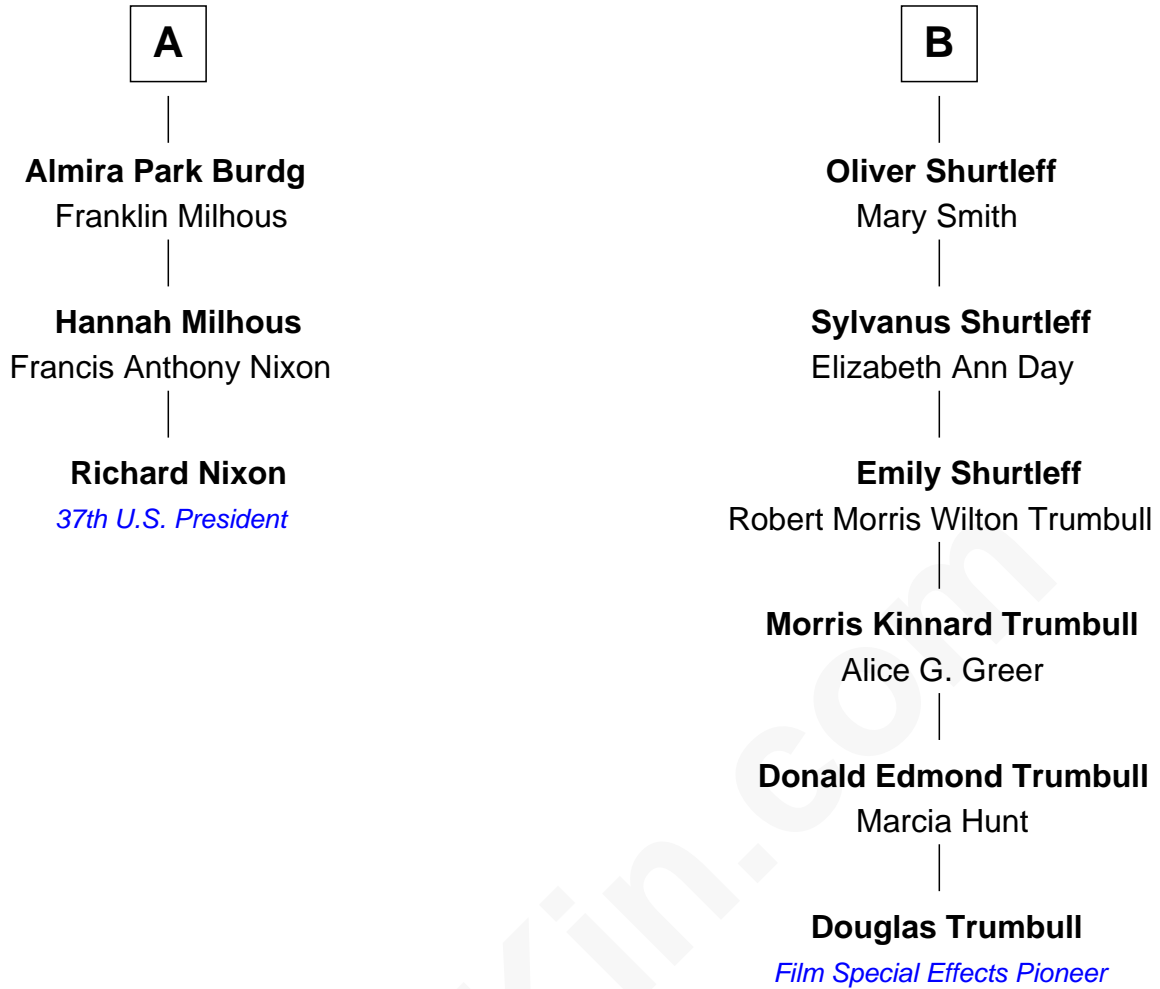 A
Almira Park Burdg
Franklin Milhous
Hannah Milhous
Francis Anthony Nixon
Richard Nixon
37th U.S. President
B
Oliver Shurtleff
Mary Smith
Sylvanus Shurtleff
Elizabeth Ann Day
Emily Shurtleff
Robert Morris Wilton Trumbull
Morris Kinnard Trumbull
Alice G. Greer
Donald Edmond Trumbull
Marcia Hunt
Douglas Trumbull
Film Special Effects Pioneer
Kin.com